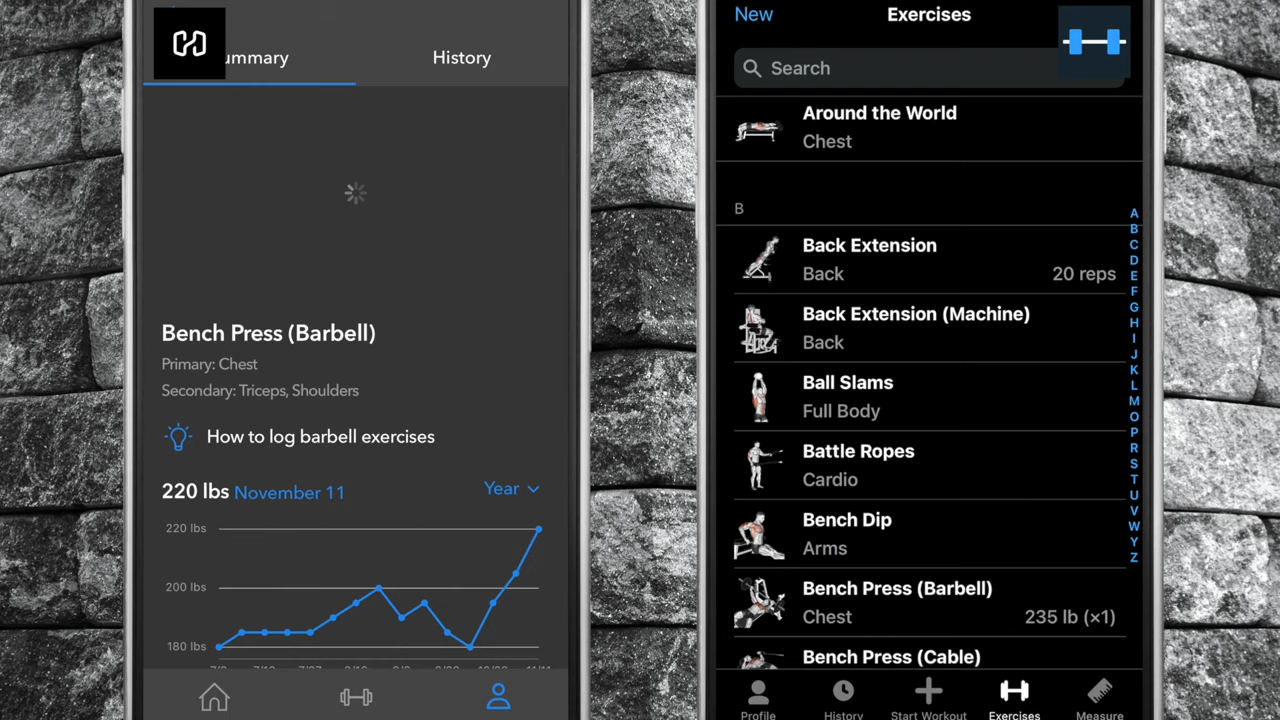 ummary
History
Bench Press (Barbell)
Primary: Chest
Secondary: Triceps, Shoulders
How to log barbell exercises
220 lbs November 11
Year
220 lbs
200 lbs
180 lbs
New
Exercises
Search
Around the World
Chest
B
Back Extension
Back
20 reps
Back Extension (Machine)
Back
Ball Slams
Full Body
Battle Ropes
Cardio
Bench Dip
Arms
Bench Press (Barbell)
Chest
235 lb (×1)
Bench Press (Cable)
A
B
C
D
E
F
G
H
I
J
K
L
M
O
P
R
S
T
U
V
W
Y
Z
Profile
History
Start Workout
Exercises
Measure